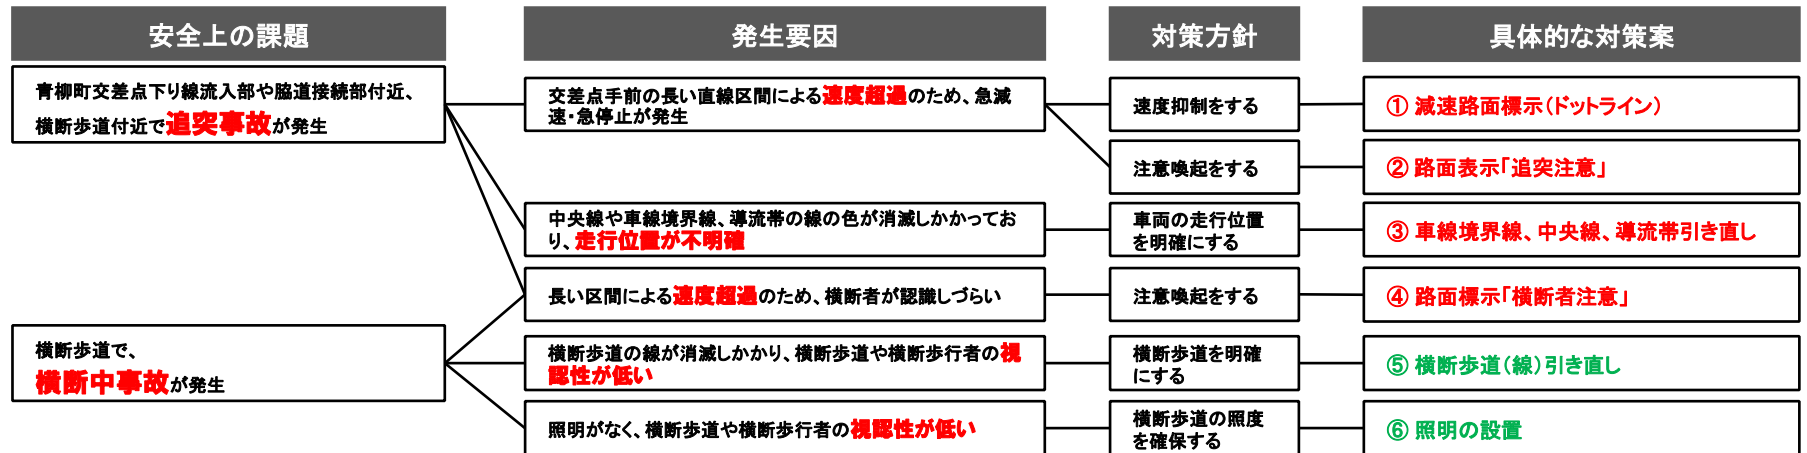 安全上の課題
発生要因
対策方針
具体的な対策案
青柳町交差点下り線流入部や脇道接続部付近、
横断歩道付近で追突事故が発生
交差点手前の長い直線区間による速度超過のため、急減
速・急停止が発生
速度抑制をする
① 減速路面標示(ドットライン)
注意喚起をする
② 路面表示「追突注意」
中央線や車線境界線、導流帯の線の色が消滅しかかってお
り、走行位置が不明確
車両の走行位置
を明確にする
③ 車線境界線、中央線、導流帯引き直し
長い区間による速度超過のため、横断者が認識しづらい
注意喚起をする
④ 路面標示「横断者注意」
横断歩道で、
横断中事故が発生
横断歩道の線が消滅しかかり、横断歩道や横断歩行者の視
認性が低い
横断歩道を明確
にする
⑤ 横断歩道(線)引き直し
照明がなく、横断歩道や横断歩行者の視認性が低い
横断歩道の照度
を確保する
⑥ 照明の設置